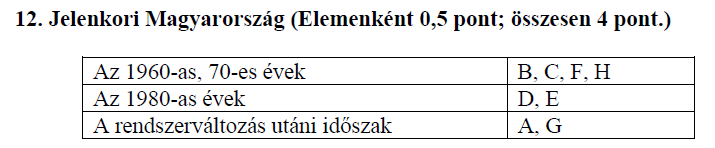 12. Jelenkori Magyarország (Elemenként 0,5 pont; összesen 4 pont.)
Az 1960-as, 70-es évek B, C, F, H
Az 1980-as évek D, E
A rendszerváltozás utáni időszak A, G